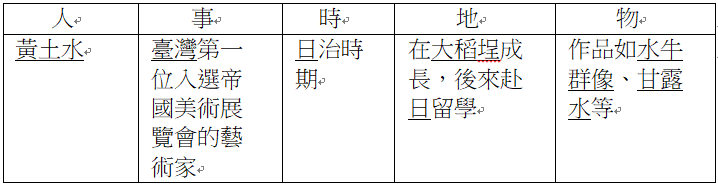 人 事 時 地 物
黃土水 臺灣第一 日治時 在大稻埕成 作品如水牛
位入選帝 期 長，後來赴 群像、甘露
國美術展 日留學 水等
覽會的藝
術家